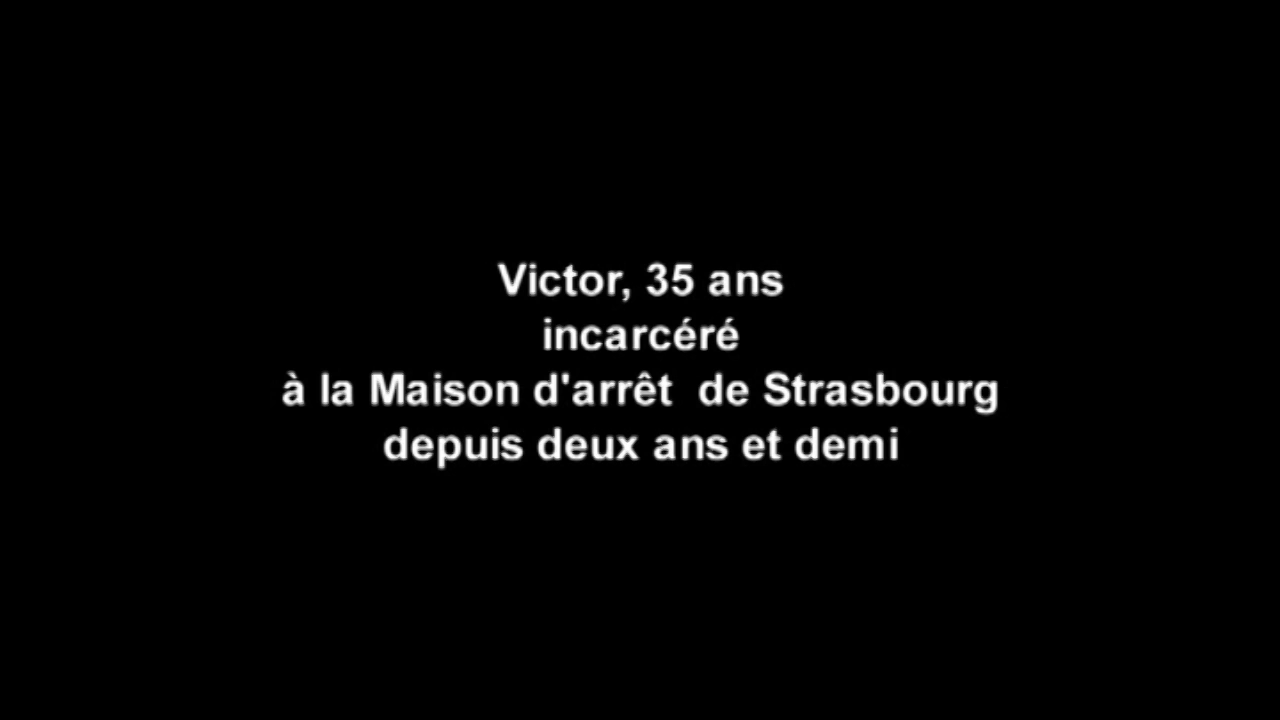 Victor, 35 ans
incarcéré
à la Maison d'arrêt  de Strasbourg
depuis deux ans et demi